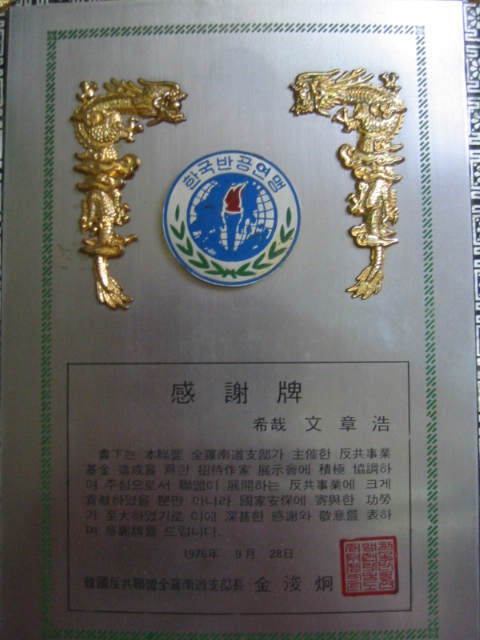 한국반공연맹
感謝牌
希哉 文章浩
貴下는 本聯盟 全羅南道支部가 主催한 反共事業
基金 造成을 爲한 招待作家 展示會에 積極 協調하
여 주심으로서 聯盟이 展開하는 反共事業에 크게
貢獻하였을 뿐만 아니라 國家安保에 寄與한 功勞
가 至大하였기로 이에 深甚한 感謝와 敬意를 表하
며 感謝牌를 드립니다.
1976年 9月 28日
韓國反共聯盟全羅南道支部長 金浚炯